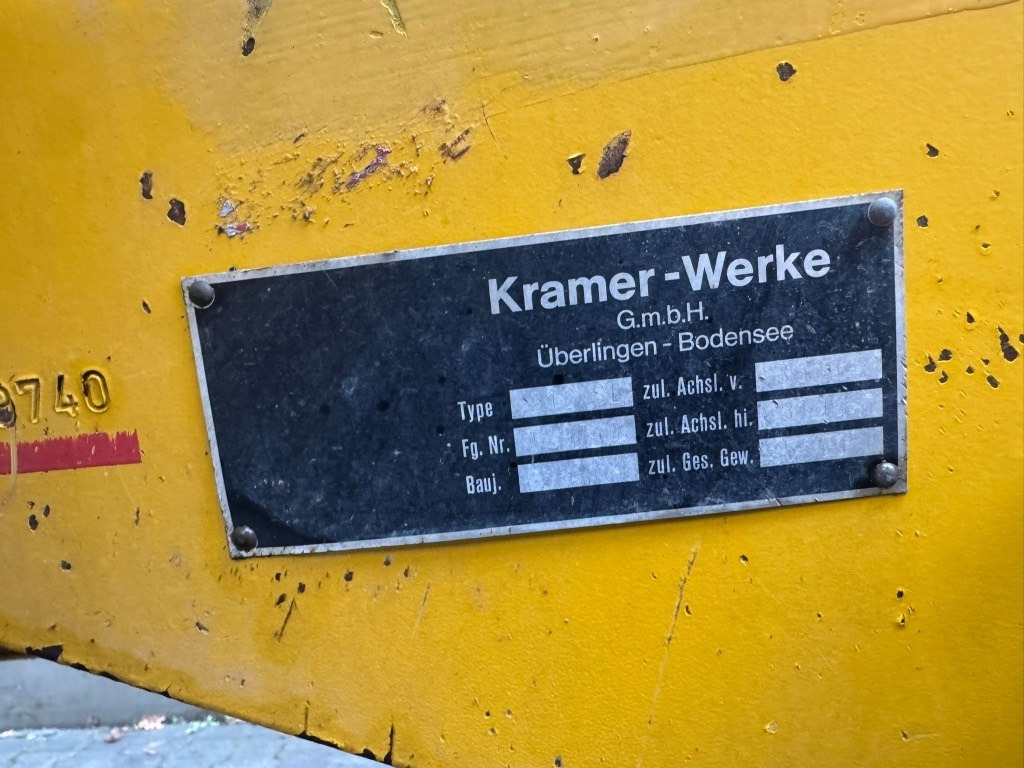 Kramer-Werke
G.m.b.H.
Überlingen - Bodensee
Type
zul. Achsl. v.
Fg. Nr.
zul. Achsl. hi.
Bauj.
zul. Ges. Gew.
740